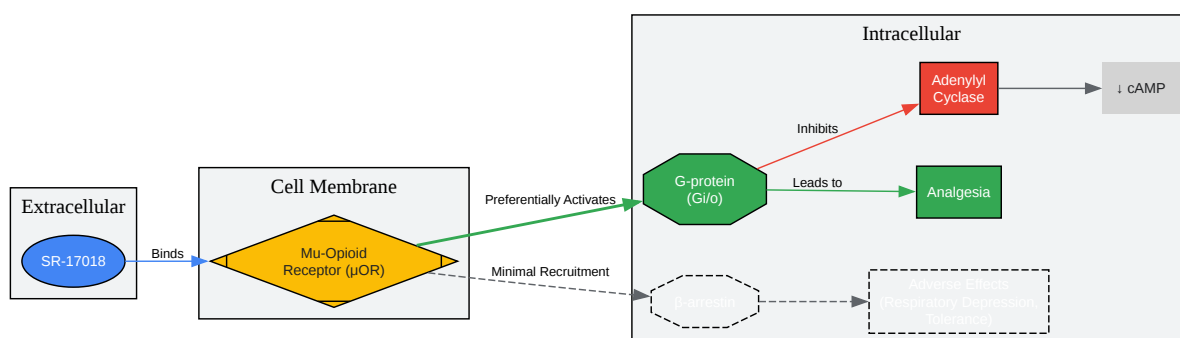 Extracellular
SR-17018
Binds
Cell Membrane
Mu-Opioid
Receptor (μOR)
Preferentially Activates
Minimal Recruitment
Intracellular
G-protein
(Gi/o)
Inhibits
Adenylyl
Cyclase
↓ cAMP
Leads to
Analgesia
β-arrestin
Adverse Effects
(Respiratory Depression,
Tolerance)